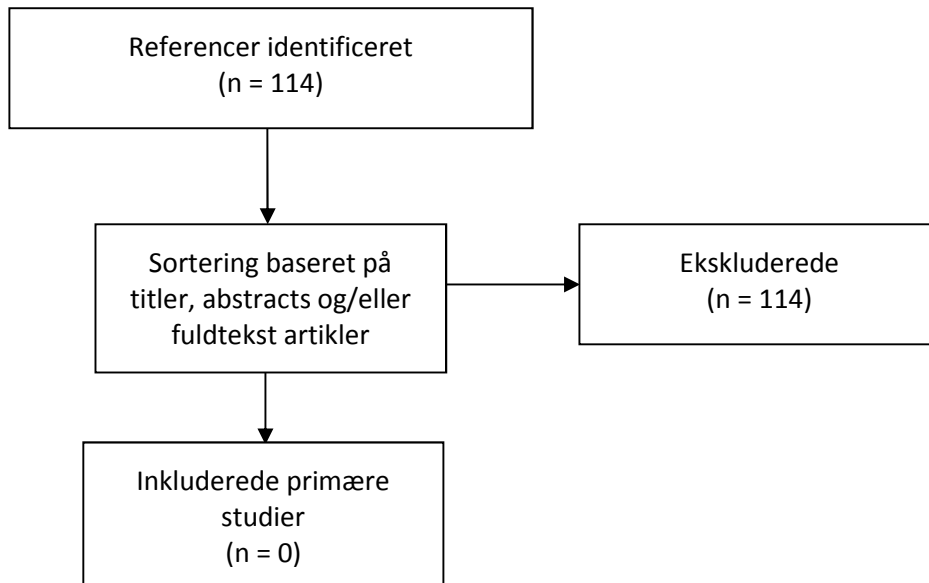 Referencer identificeret
(n = 114)
Sortering baseret på
titler, abstracts og/eller
fuldtekst artikler
Ekskluderede
(n = 114)
Inkluderede primære
studier
(n = 0)